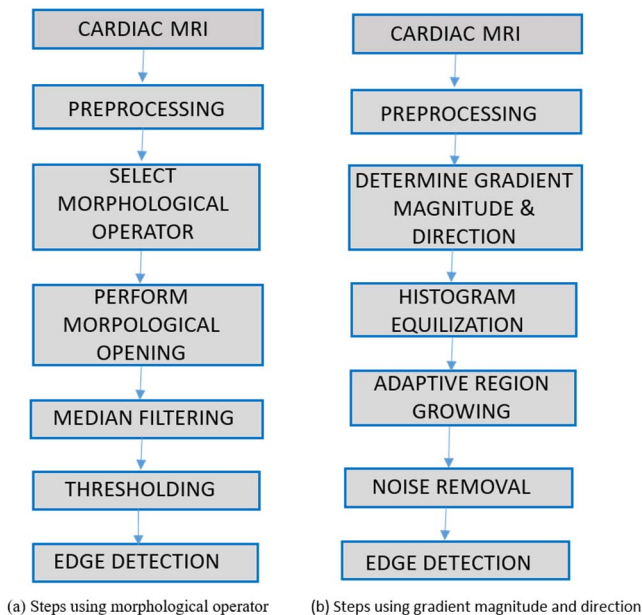 CARDIAC MRI
PREPROCESSING
SELECT
MORPHOLOGICAL
OPERATOR
PERFORM
MORPOLOGICAL
OPENING
MEDIAN FILTERING
THRESHOLDING
EDGE DETECTION
(a) Steps using morphological operator
CARDIAC MRI
PREPROCESSING
DETERMINE GRADIENT
MAGNITUDE &
DIRECTION
HISTOGRAM
EQUILIZATION
ADAPTIVE REGION
GROWING
NOISE REMOVAL
EDGE DETECTION
(b) Steps using gradient magnitude and direction